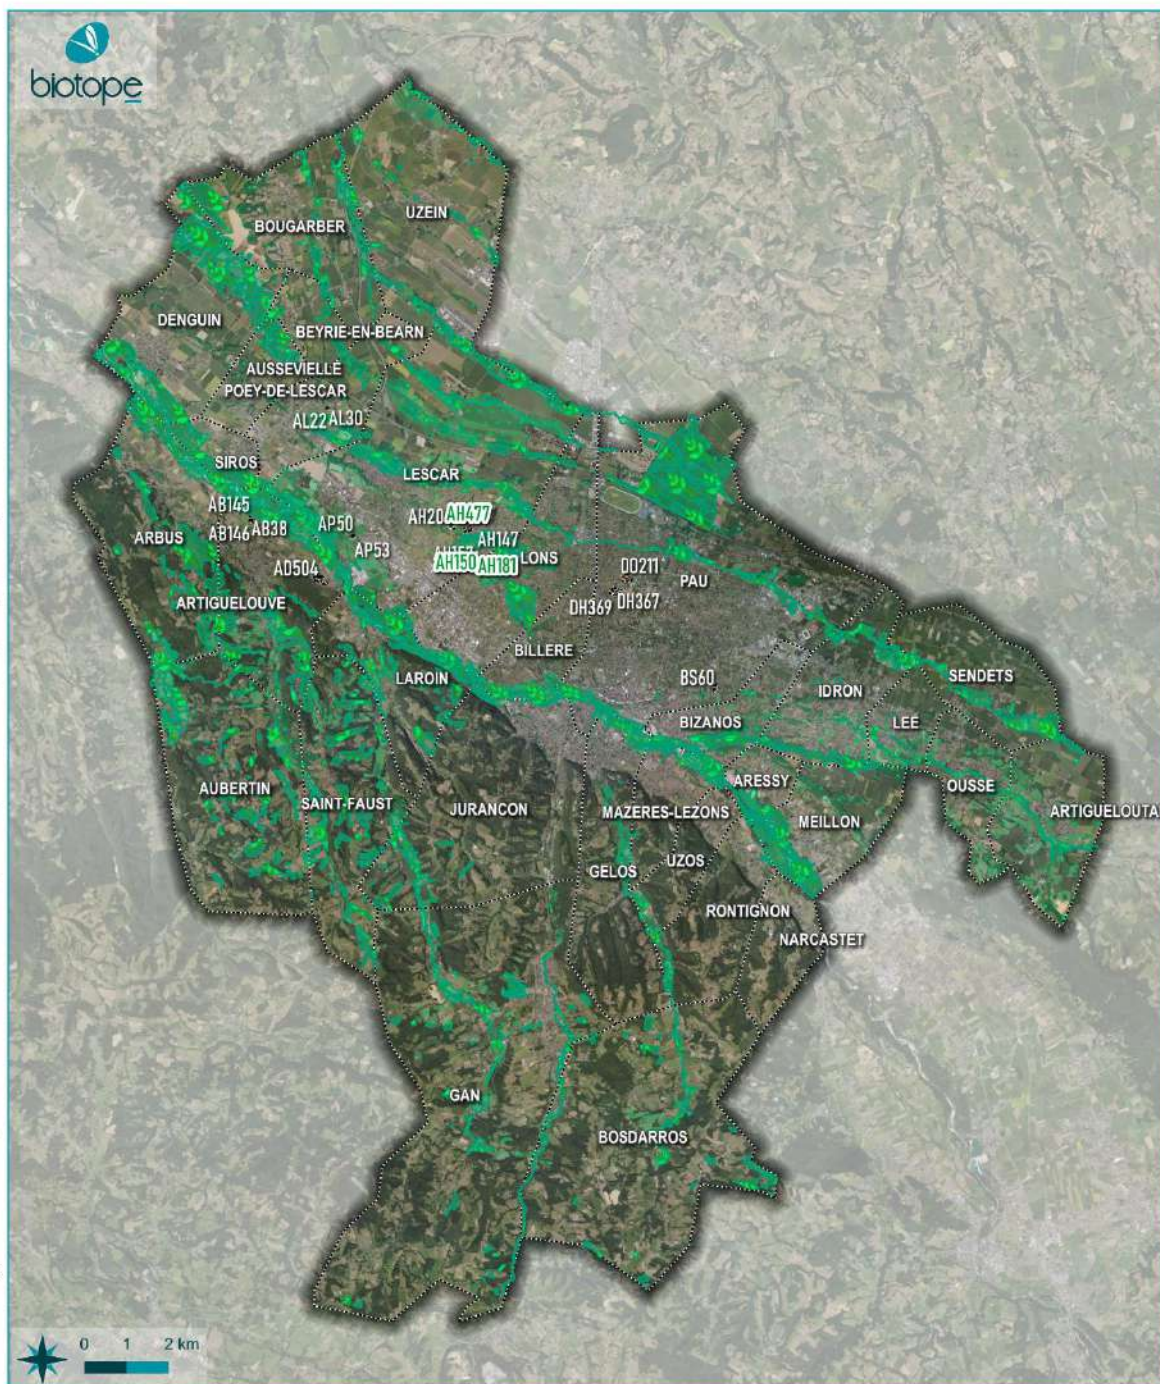 biotope
UZEIN
BOUGARBER
DENGUIN
BEYRIE-EN-BEARN
AUSSEVIELLE
POEY-DE-LESCAR
AL22
AL30
SIROS
LESCAR
AB145
AH20
AH477
AP50
AB38
AB146
ARBUS
AH147
AP53
LONS
AH150
AH181
DO211
AD504
PAU
ARTIGUELOUVE
DH369
DH367
BILLERE
LAROIN
BS60
SENDETS
IDRON
BIZANOS
LEE
ARESSY
OUSSE
AUBERTIN
SAINT-FAUST
JURANCON
MAZERES-LEZONS
ARTIGUELOUTA
MEILLON
UZOS
GELOS
RONTIGNON
NARCASTET
GAN
BOSDARROS
0 1 2 km